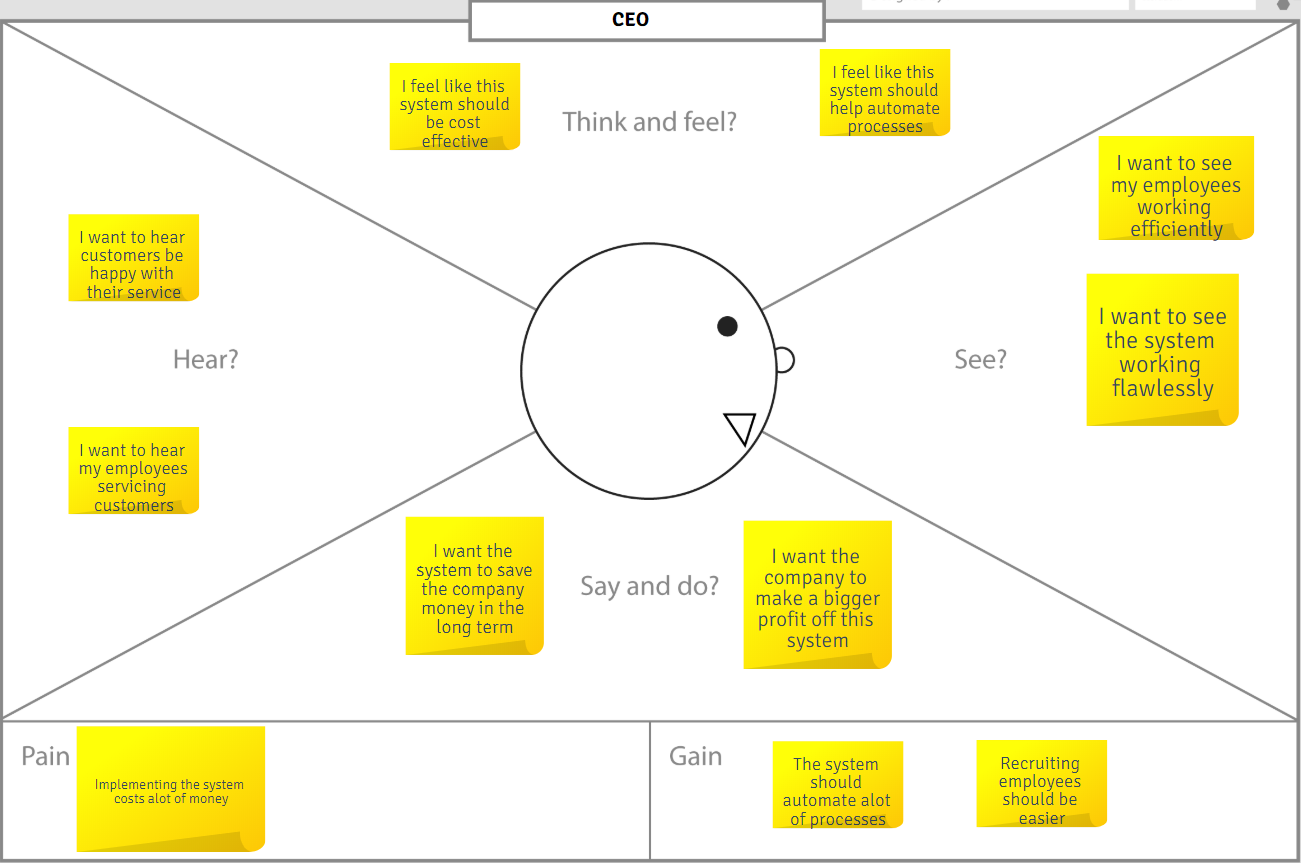 CEO
I feel like this
system should
be cost
effective
Think and feel?
I feel like this
system should
help automate
processes
I want to see
my employees
working
efficiently
I want to hear
customers be
happy with
their service
Hear?
See?
I want to see
the system
working
flawlessly
I want to hear
my employees
servicing
customers
I want the
system to save
the company
money in the
long term
Say and do?
I want the
company to
make a bigger
profit off this
system
Pain
Implementing the system
costs alot of money
Gain
The system
should
automate alot
of processes
Recruiting
employees
should be
easier